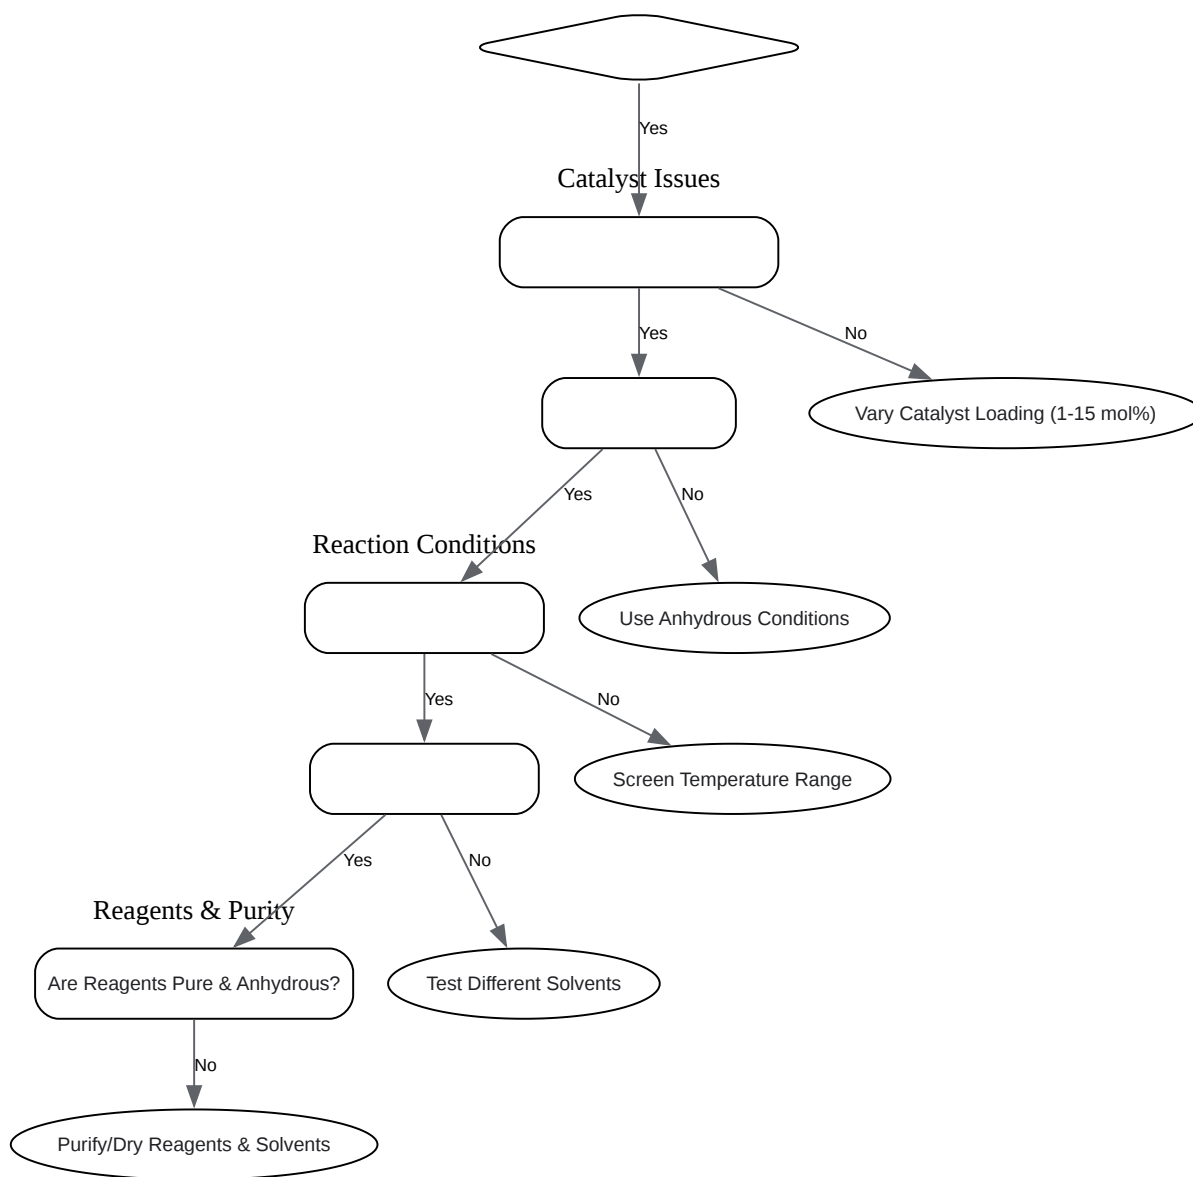 Yes
Catalyst Issues
Yes
No
Vary Catalyst Loading (1-15 mol%)
Yes
No
Reaction Conditions
Use Anhydrous Conditions
Yes
No
Screen Temperature Range
Yes
No
Reagents & Purity
Are Reagents Pure & Anhydrous?
Test Different Solvents
No
Purify/Dry Reagents & Solvents